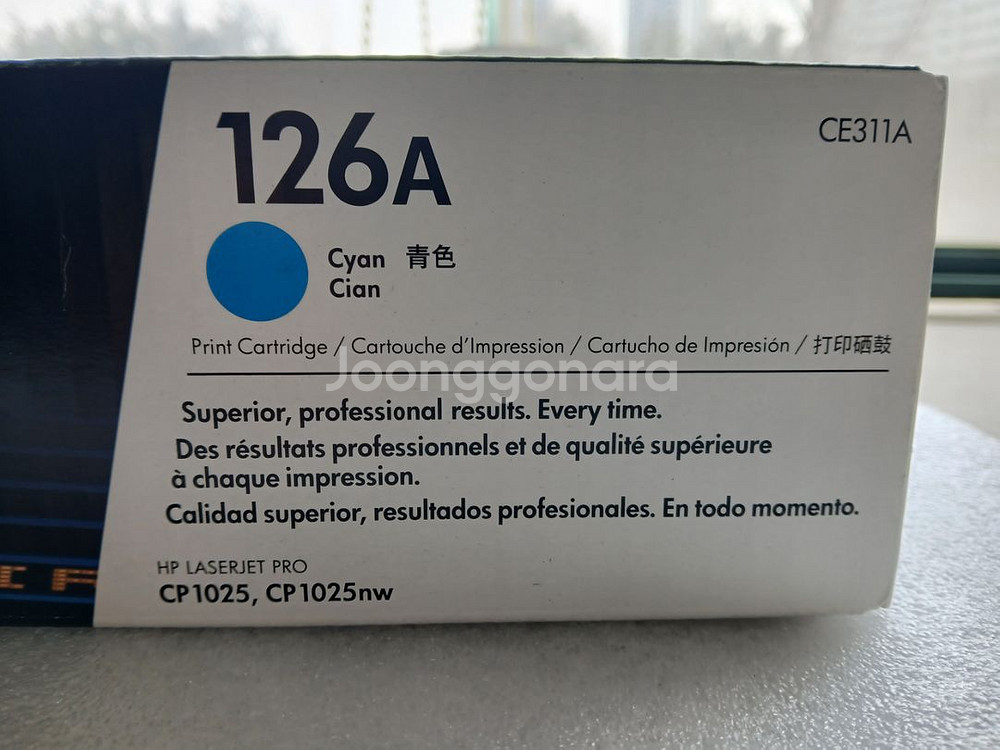 126A
CE311A
Cyan 青色
Cian
Print Cartridge / Cartouche d'Impression / Cartucho de Impresión / 打印硒鼓
Joonggonara
Superior, professional results. Every time.
Des résultats professionnels et de qualité supérieure
à chaque impression.
Calidad superior, resultados profesionales. En todo momento.
HP LASERJET PRO
CP1025, CP1025nw